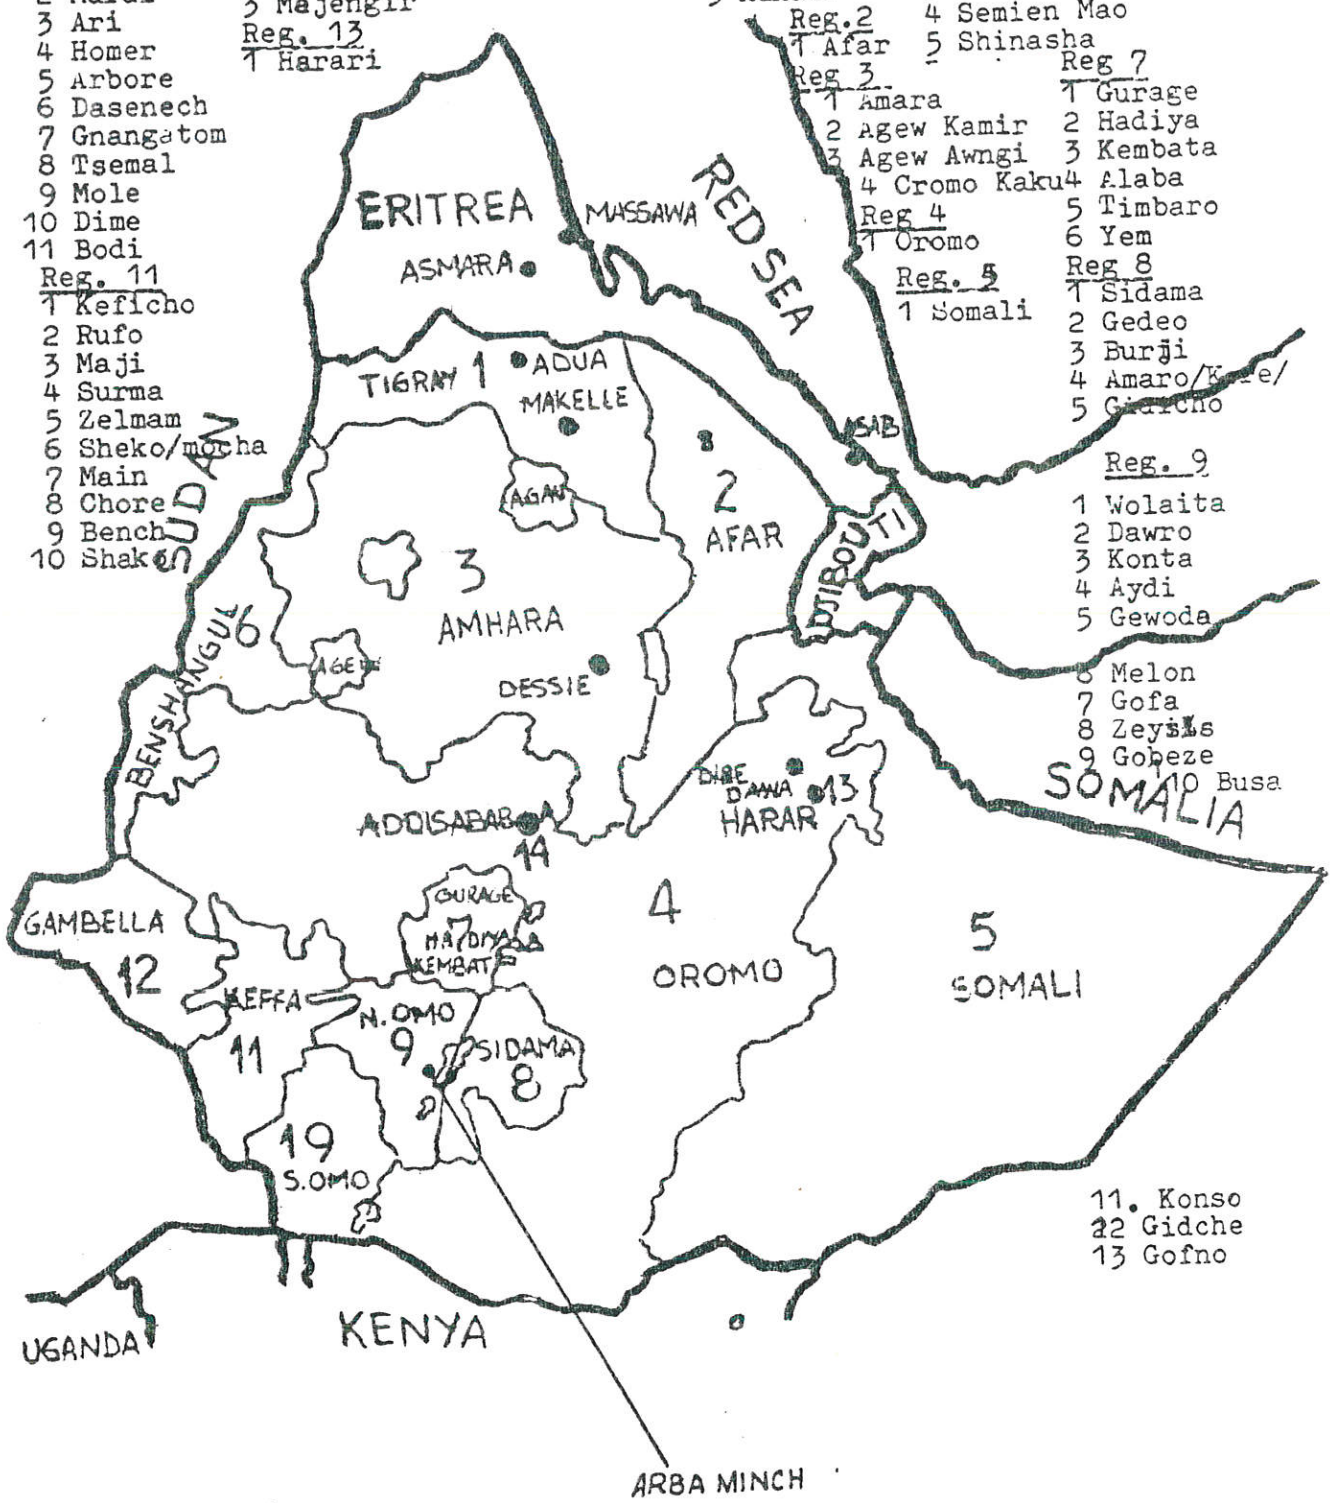 3 Ari
4 Homer
5 Arbore
6 Dasenech
7 Gnangatom
8 Tsemal
9 Mole
10 Dime
11 Bodi
Reg. 11
1 Keficho
2 Rufo
3 Maji
4 Surma
5 Zelmam
6 Sheko/mocha
7 Main
8 Chore
9 Bench
10 Shako
3 Majengir
Reg. 13
1 Harari
Reg.2
1 Afar
Reg 3
1 Amara
2 Agew Kamir
3 Agew Awngi
4 Cromo Kaku
Reg 4
1 Oromo
Reg. 5
1 Somali
4 Semien Mao
5 Shinasha
Reg 7
1 Gurage
2 Hadiya
3 Kembata
4 Alaba
5 Timbaro
6 Yem
Reg 8
1 Sidama
2 Gedeo
3 Burji
4 Amaro/Kore/
5 Gidicho
Reg. 9
1 Wolaita
2 Dawro
3 Konta
4 Aydi
5 Gewoda
6 Melon
7 Gofa
8 Zeysis
9 Gobeze
10 Busa
11. Konso
12 Gidche
13 Gofno
ERITREA
MASSAWA
ASMARA
RED SEA
TIGRAY 1
ADUA
MAKELLE
ASAB
SUDAN
AGAW
2
AFAR
DJIBOUTI
3
AMHARA
6
BENSHANGUL
AGEW
DESSIE
DIRE
DAWA
13
HARAR
SOMALIA
ADDISABABA
14
GURAGE
7
HADIYA
KEMBAT
GAMBELLA
12
KEFFA
11
N.OMO
9
SIDAMA
8
4
OROMO
5
SOMALI
19
S.OMO
KENYA
UGANDA
ARBA MINCH